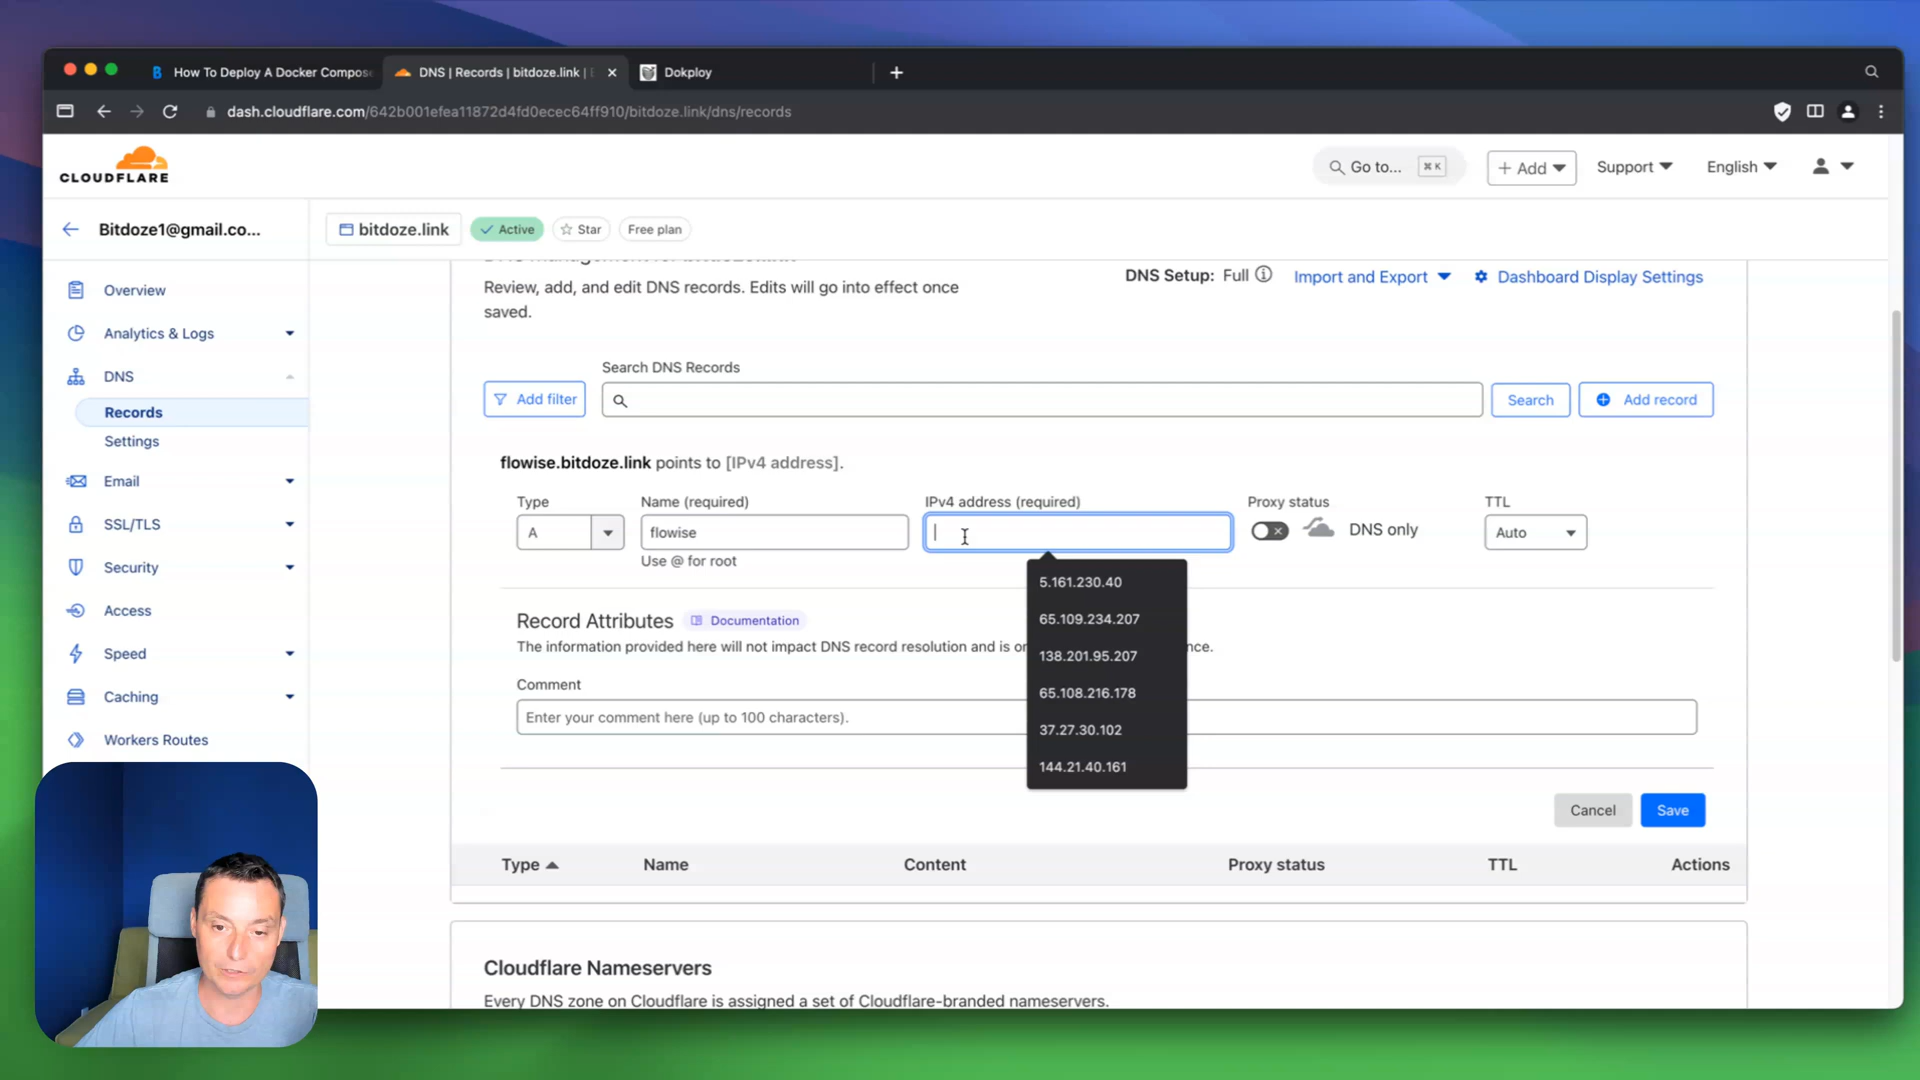 How To Deploy A Docker Compose
DNS | Records | bitdoze.link |
Dokploy
dash.cloudflare.com/642b001efea11872d4fd0ecec64ff910/bitdoze.link/dns/records
CLOUDFLARE
Go to...
⌘ K
+ Add
Support
English
Bitdoze1@gmail.co...
bitdoze.link
Active
Star
Free plan
Overview
Analytics & Logs
DNS
Records
Settings
Email
SSL/TLS
Security
Access
Speed
Caching
Workers Routes
DNS management for bitdoze.link
Review, add, and edit DNS records. Edits will go into effect once
saved.
DNS Setup: Full
Import and Export
Dashboard Display Settings
Search DNS Records
Add filter
Search
Add record
flowise.bitdoze.link points to [IPv4 address].
Type
Name (required)
IPv4 address (required)
Proxy status
TTL
A
flowise
DNS only
Auto
Use @ for root
5.161.230.40
65.109.234.207
138.201.95.207
65.108.216.178
37.27.30.102
144.21.40.161
Record Attributes
Documentation
The information provided here will not impact DNS record resolution and is
Comment
Enter your comment here (up to 100 characters).
Cancel
Save
Type
Name
Content
Proxy status
TTL
Actions
Cloudflare Nameservers
Every DNS zone on Cloudflare is assigned a set of Cloudflare-branded nameservers.